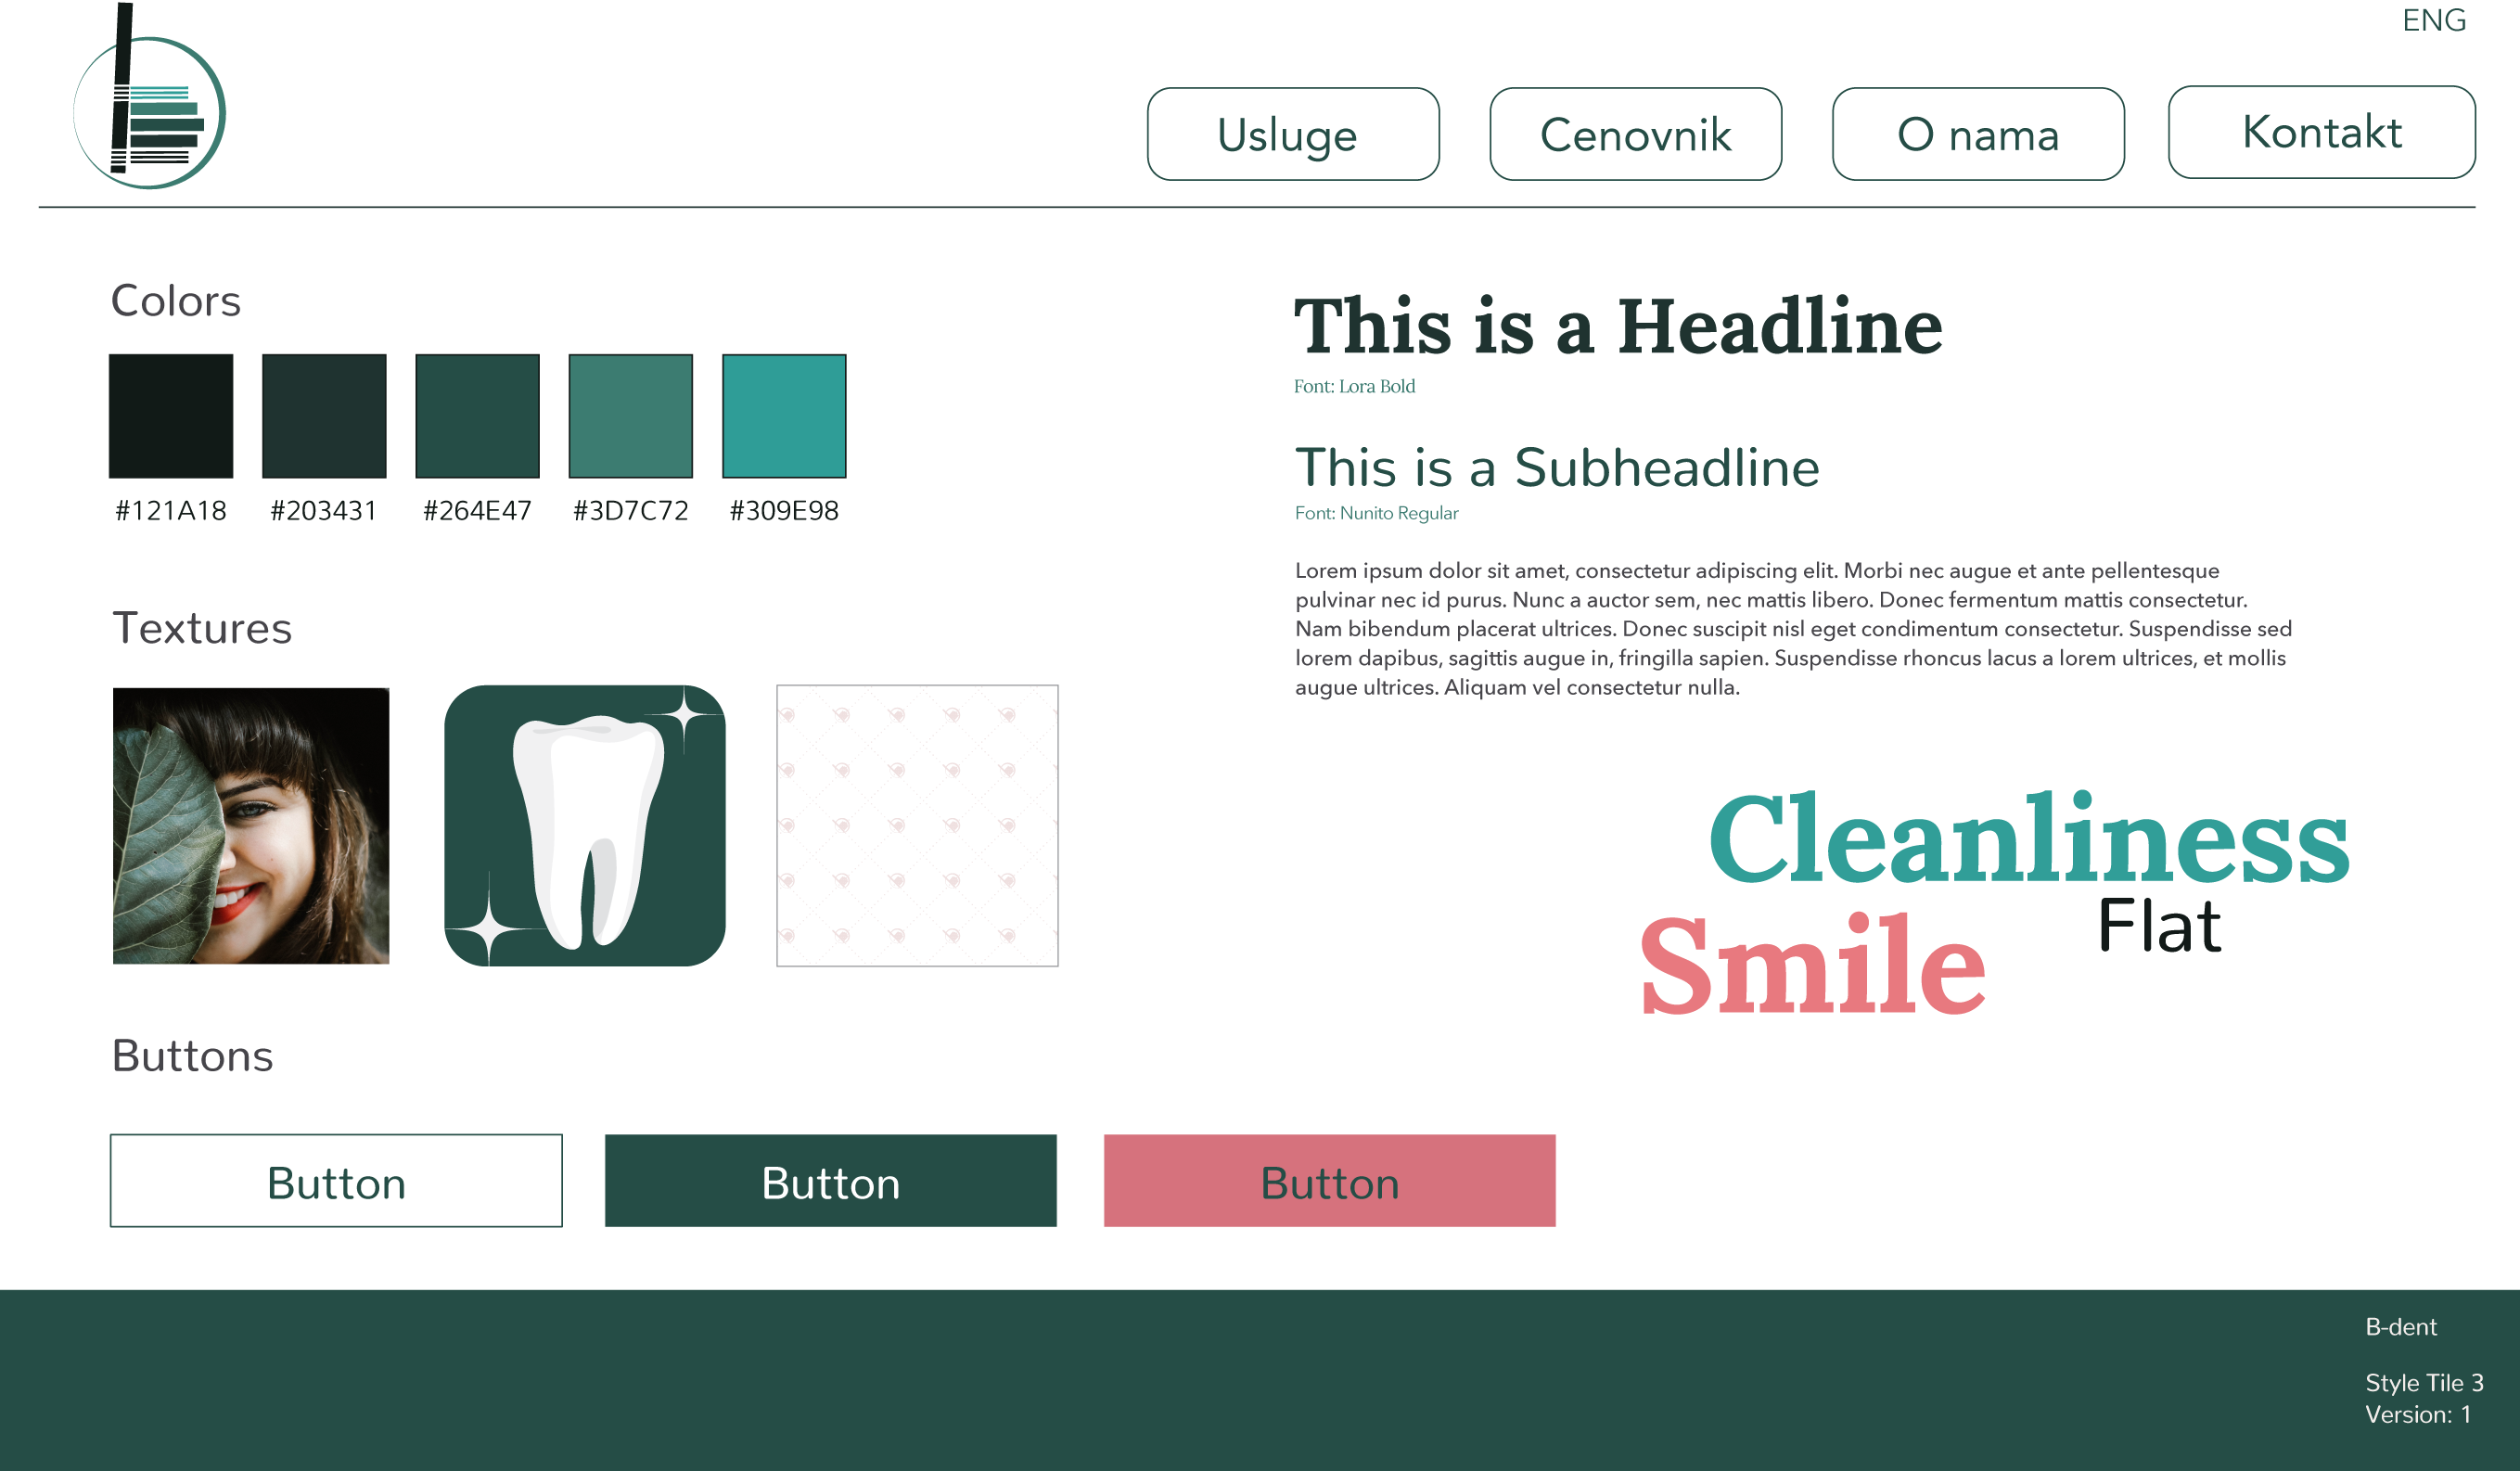 ENG
Usluge
Cenovnik
O nama
Kontakt
Colors
#121A18
#203431
#264E47
#3D7C72
#309E98
Textures
Buttons
Button
Button
Button
This is a Headline
Font: Lora Bold
This is a Subheadline
Font: Nunito Regular
Lorem ipsum dolor sit amet, consectetur adipiscing elit. Morbi nec augue et ante pellentesque
pulvinar nec id purus. Nunc a auctor sem, nec mattis libero. Donec fermentum mattis consectetur.
Nam bibendum placerat ultrices. Donec suscipit nisl eget condimentum consectetur. Suspendisse sed
lorem dapibus, sagittis augue in, fringilla sapien. Suspendisse rhoncus lacus a lorem ultrices, et mollis
augue ultrices. Aliquam vel consectetur nulla.
Cleanliness
Flat
Smile
B-dent
Style Tile 3
Version: 1